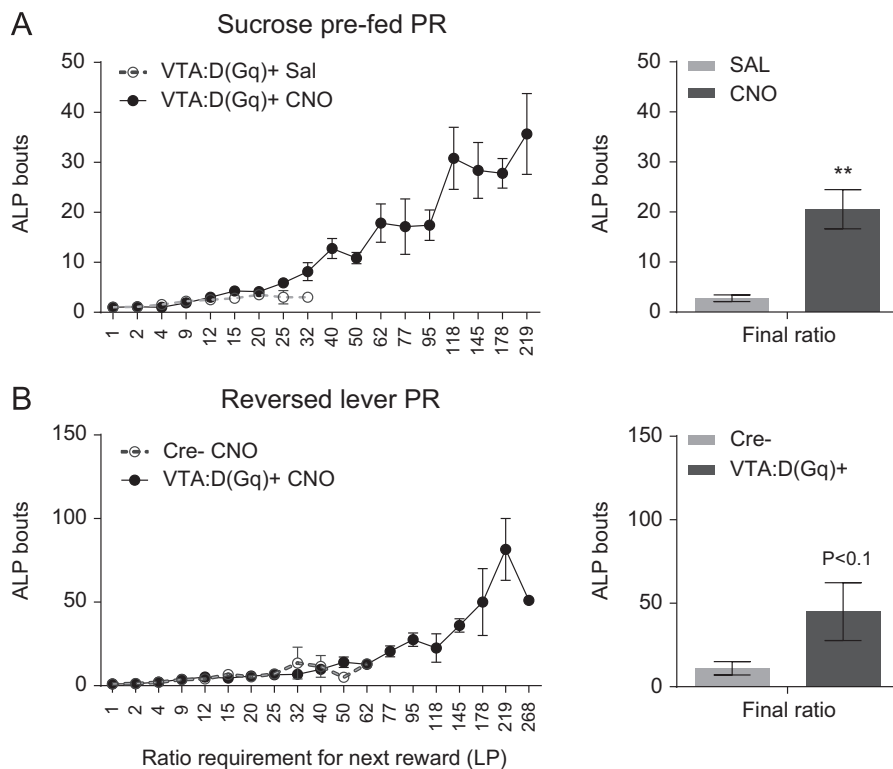 A
Sucrose pre-fed PR
VTA:D(Gq)+ Sal
VTA:D(Gq)+ CNO
ALP bouts
50
40
30
20
10
0
1 2 4 9 12 15 20 25 32 40 50 62 77 95 118 145 178 219
SAL
CNO
ALP bouts
50
40
30
20
10
0
**
Final ratio
B
Reversed lever PR
Cre- CNO
VTA:D(Gq)+ CNO
ALP bouts
150
100
50
0
1 2 4 9 12 15 20 25 32 40 50 62 77 95 118 145 178 219 268
Ratio requirement for next reward (LP)
Cre-
VTA:D(Gq)+
ALP bouts
150
100
50
0
P<0.1
Final ratio